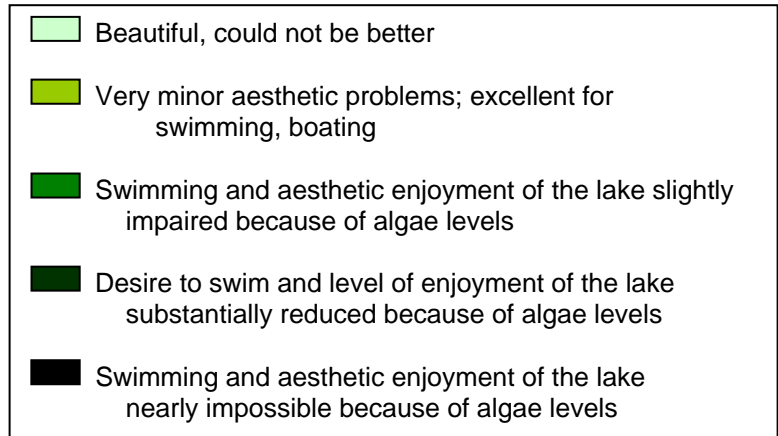 Beautiful, could not be better
Very minor aesthetic problems; excellent for
swimming, boating
Swimming and aesthetic enjoyment of the lake slightly
impaired because of algae levels
Desire to swim and level of enjoyment of the lake
substantially reduced because of algae levels
Swimming and aesthetic enjoyment of the lake
nearly impossible because of algae levels